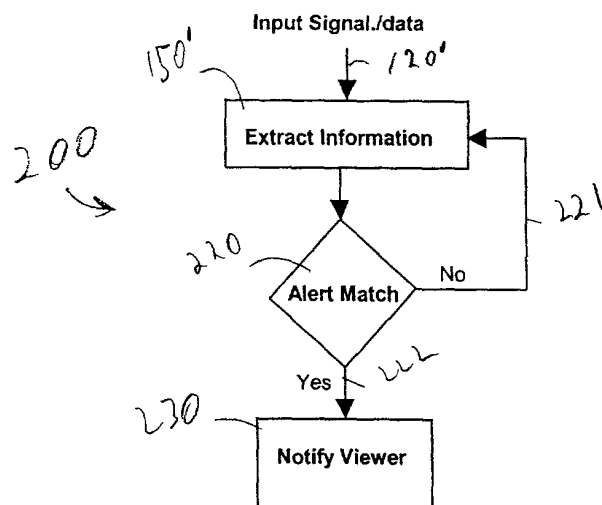 Input Signal./data
150'
120'
Extract Information
200
221
220
No
Alert Match
Yes
222
230
Notify Viewer